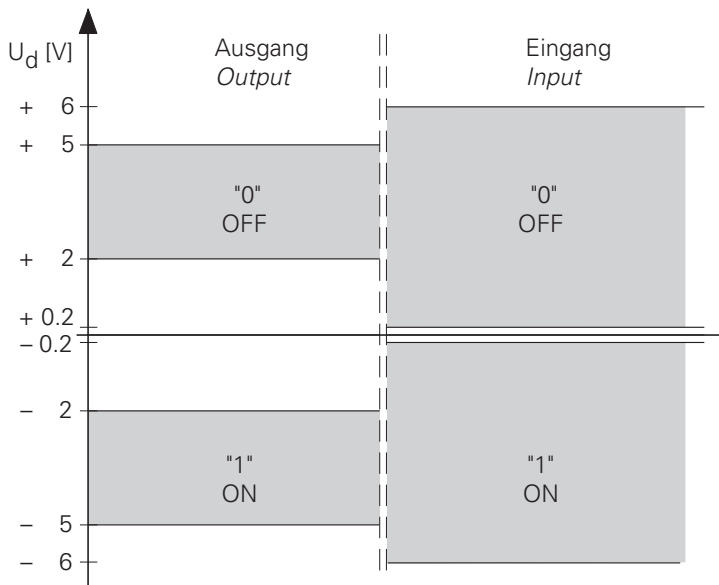 U_d [V]
Ausgang
Output
Eingang
Input
+ 6
+ 5
"0"
OFF
"0"
OFF
+ 2
+ 0.2
– 0.2
– 2
"1"
ON
"1"
ON
– 5
– 6